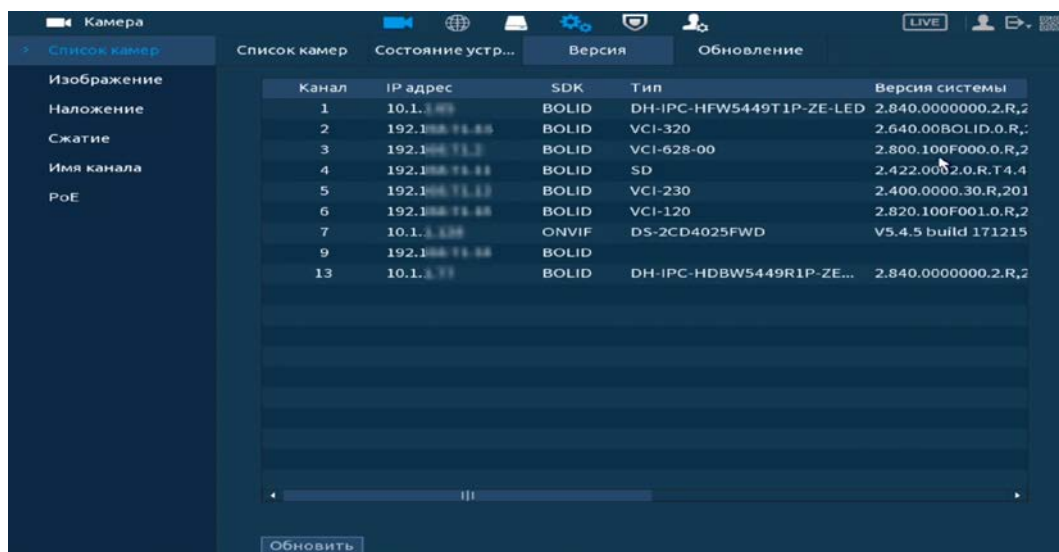 Камера LIVE
Список камер
Изображение
Наложение
Сжатие
Имя канала
PoE
Список камер Состояние устр... Версия Обновление
Канал IP адрес SDK Тип Версия системы
1 10.1. BOLID DH-IPC-HFW5449T1P-ZE-LED 2.840.0000000.2.R,2
2 192.1 BOLID VCI-320 2.640.00BOLID.0.R,:
3 192.1 BOLID VCI-628-00 2.800.100F000.0.R,2
4 192.1 BOLID SD 2.422.0002.0.R.T4.4
5 192.1 BOLID VCI-230 2.400.0000.30.R,201
6 192.1 BOLID VCI-120 2.820.100F001.0.R,2
7 10.1. ONVIF DS-2CD4025FWD V5.4.5 build 171215
9 192.1 BOLID
13 10.1. BOLID DH-IPC-HDBW5449R1P-ZE... 2.840.0000000.2.R,2
Обновить